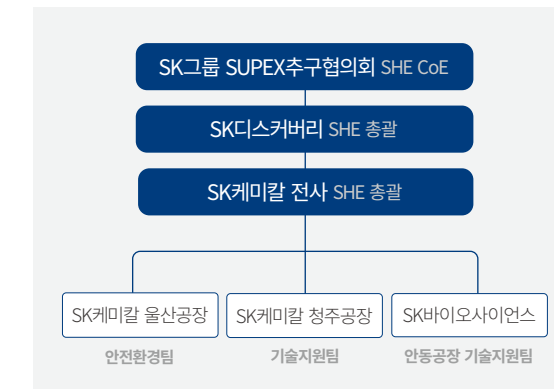 SK그룹 SUPEX추구협의회 SHE CoE
SK디스커버리 SHE 총괄
SK케미칼 전사 SHE 총괄
SK케미칼 울산공장
SK케미칼 청주공장
SK바이오사이언스
안전환경팀
기술지원팀
안동공장 기술지원팀